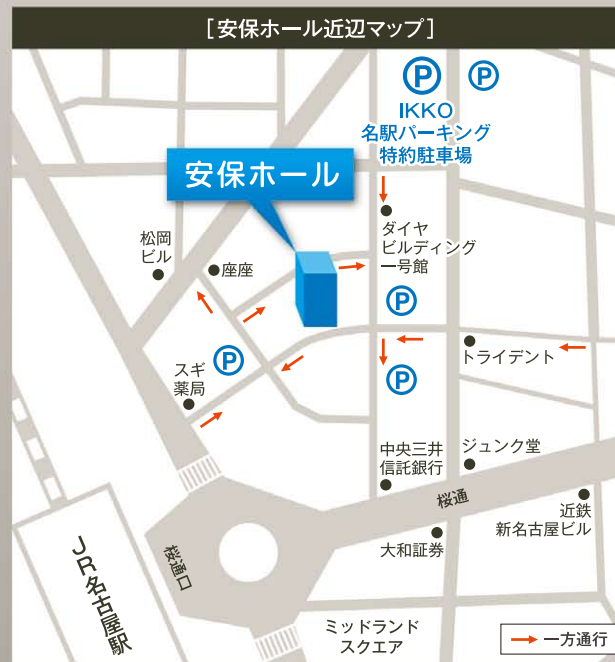 [安保ホール近辺マップ]
P
P
IKKO
名駅パーキング
特約駐車場
安保ホール
松岡
ビル
座座
ダイヤ
ビルディング
一号館
P
トライデント
スギ
薬局
P
P
中央三井
信託銀行
ジュンク堂
桜通
近鉄
新名古屋ビル
大和証券
桜通口
JR名古屋駅
ミッドランド
スクエア
一方通行